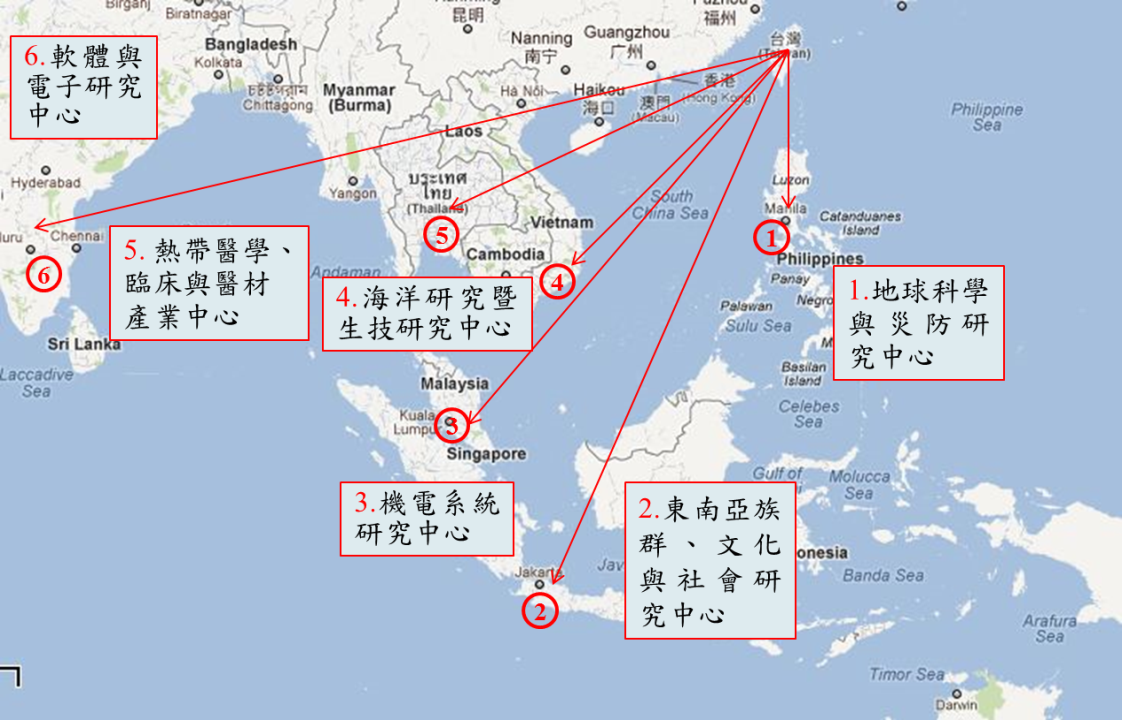 Birganj
Biratnagar
昆明
福州
Nanning
南宁
Guangzhou
广州
台灣
Bangladesh
Kolkata
Chittagong
Myanmar
(Burma)
Hà Nội
Haikou
海口
香港
(Hong Kong)
澳門
(Macau)
Laos
Philippine
Sea
6.軟體與
電子研究
中心
Hyderabad
Yangon
ประเทศ
ไทย
(Thailand)
Vietnam
South
China Sea
Luzon
Manila
Catanduanes
Island
1
Philippines
Chennai
6
5
Cambodia
4
Andaman
5. 熱帶醫學、
臨床與醫材
產業中心
4.海洋研究暨
生技研究中心
1.地球科學
與災防研
究中心
Panay
Palawan
Negro
Sulu Sea
Sri Lanka
Laccadive
Sea
Basilan
Island
Malaysia
Kuala
Lumpur
3
Singapore
Celebes
Sea
Gulf of
Molucca
Sea
3.機電系統
研究中心
2.東南亞族
群、文化
與社會研
究中心
onesia
Jakarta
Jav
2
Banda Sea
Arafura
Sea
Timor Sea
Darwin